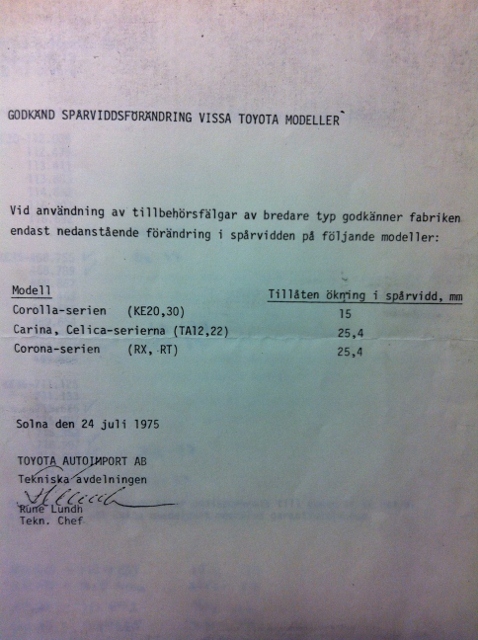 GODKÄND SPÅRVIDDSFÖRÄNDRING VISSA TOYOTA MODELLER
Vid användning av tillbehörsfälgar av bredare typ godkänner fabriken
endast nedanstående förändring i spårvidden på följande modeller:
Modell Tillåten ökning i spårvidd, mm
Corolla-serien (KE20,30) 15
Carina, Celica-serierna (TA12,22) 25,4
Corona-serien (RX, RT) 25,4
Solna den 24 juli 1975
TOYOTA AUTOIMPORT AB
Tekniska avdelningen
Rune Lundh
Tekn. Chef